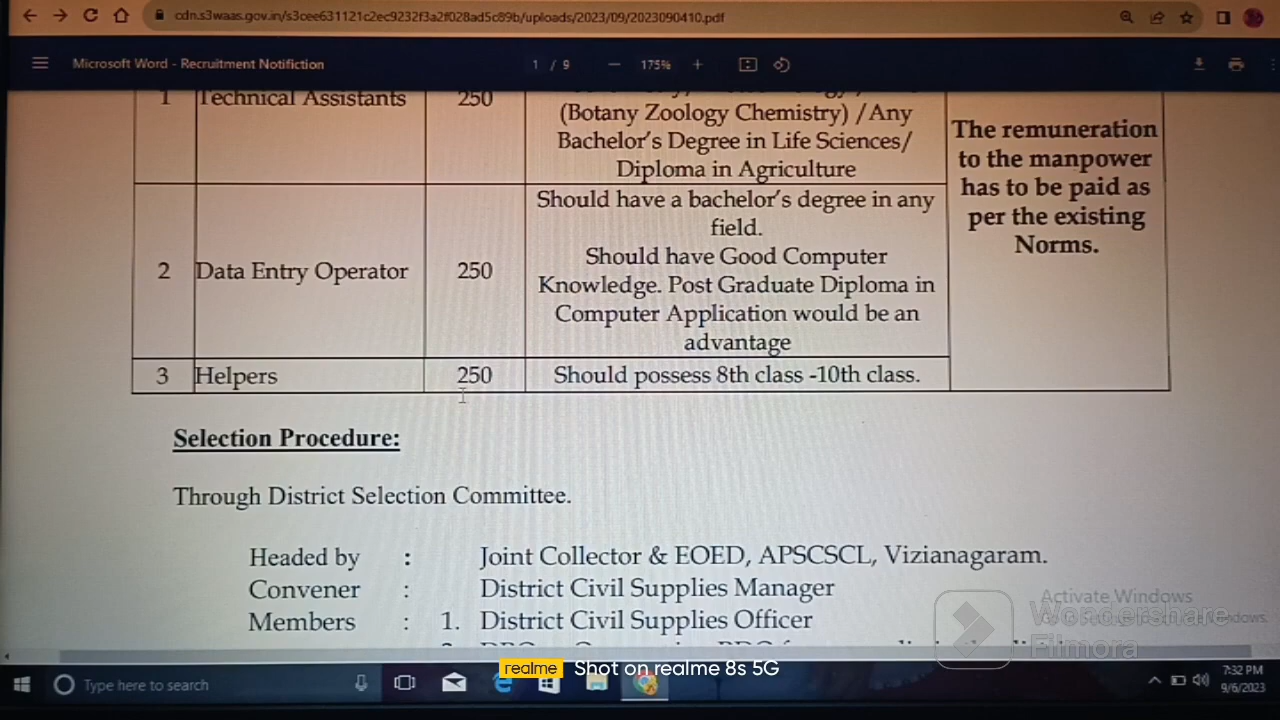 cdn.s3waas.gov.in/s3cee631121c2ec9232f3a2f028ad5c89b/uploads/2023/09/2023090410.pdf
Microsoft Word - Recruitment Notifiction
1 / 9
175%
1 Technical Assistants 250
(Botany Zoology Chemistry) /Any
Bachelor's Degree in Life Sciences/
Diploma in Agriculture
The remuneration
to the manpower
has to be paid as
per the existing
Norms.
2 Data Entry Operator 250
Should have a bachelor's degree in any
field.
Should have Good Computer
Knowledge. Post Graduate Diploma in
Computer Application would be an
advantage
3 Helpers 250 Should possess 8th class -10th class.
Selection Procedure:
Through District Selection Committee.
Headed by : Joint Collector & EOED, APSCSCL, Vizianagaram.
Convener : District Civil Supplies Manager
Members : 1. District Civil Supplies Officer
Activate Windows
Wondershare
Filmora
realme Shot on realme 8s 5G
Type here to search
7:32 PM
9/6/2023